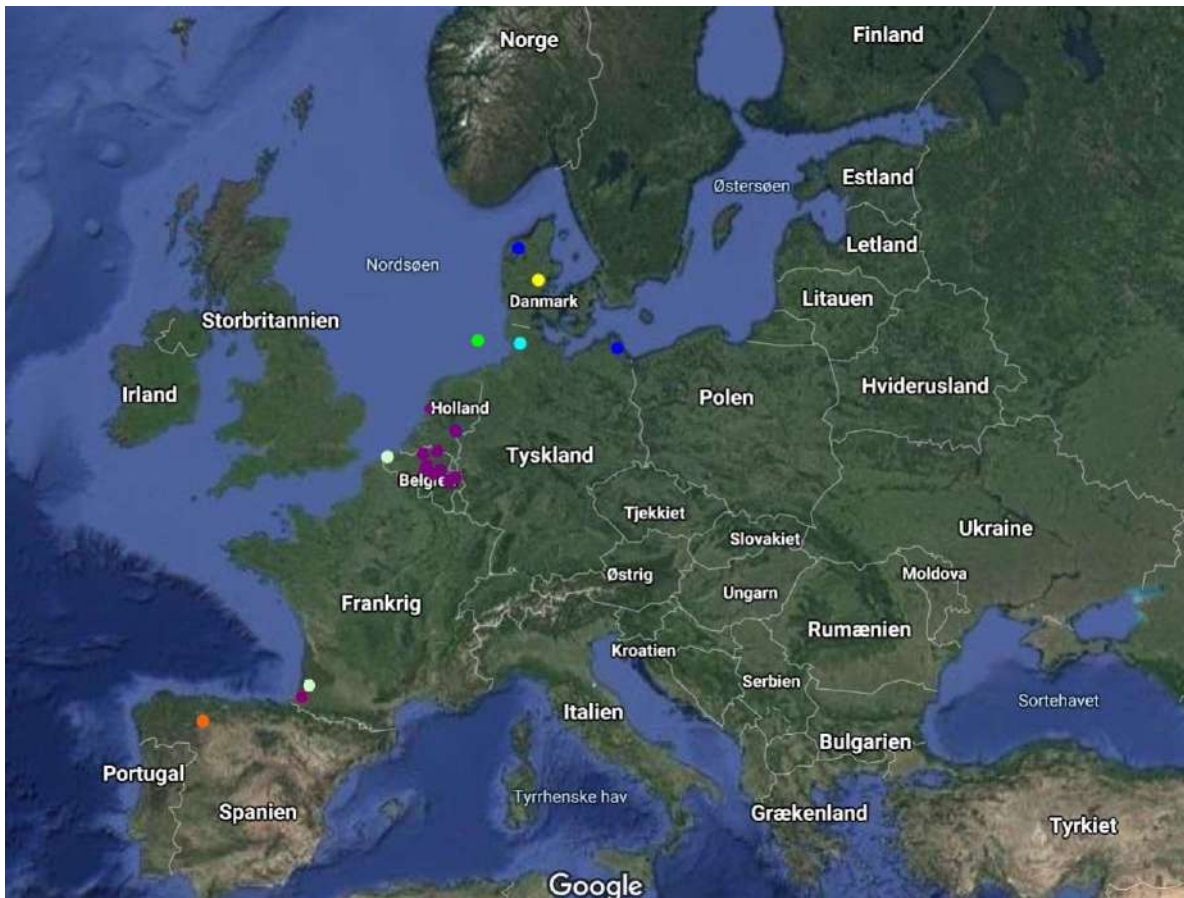 Norge
Finland
Østersøen
Estland
Letland
Nordsøen
Danmark
Litauen
Storbritannien
Irland
Holland
Polen
Hviderusland
Tyskland
Belgien
Tjekkiet
Ukraine
Slovakiet
Østrig
Ungarn
Moldova
Frankrig
Rumænien
Kroatien
Serbien
Italien
Sortehavet
Bulgarien
Portugal
Spanien
Tyrrhenske hav
Grækenland
Tyrkiet
Google